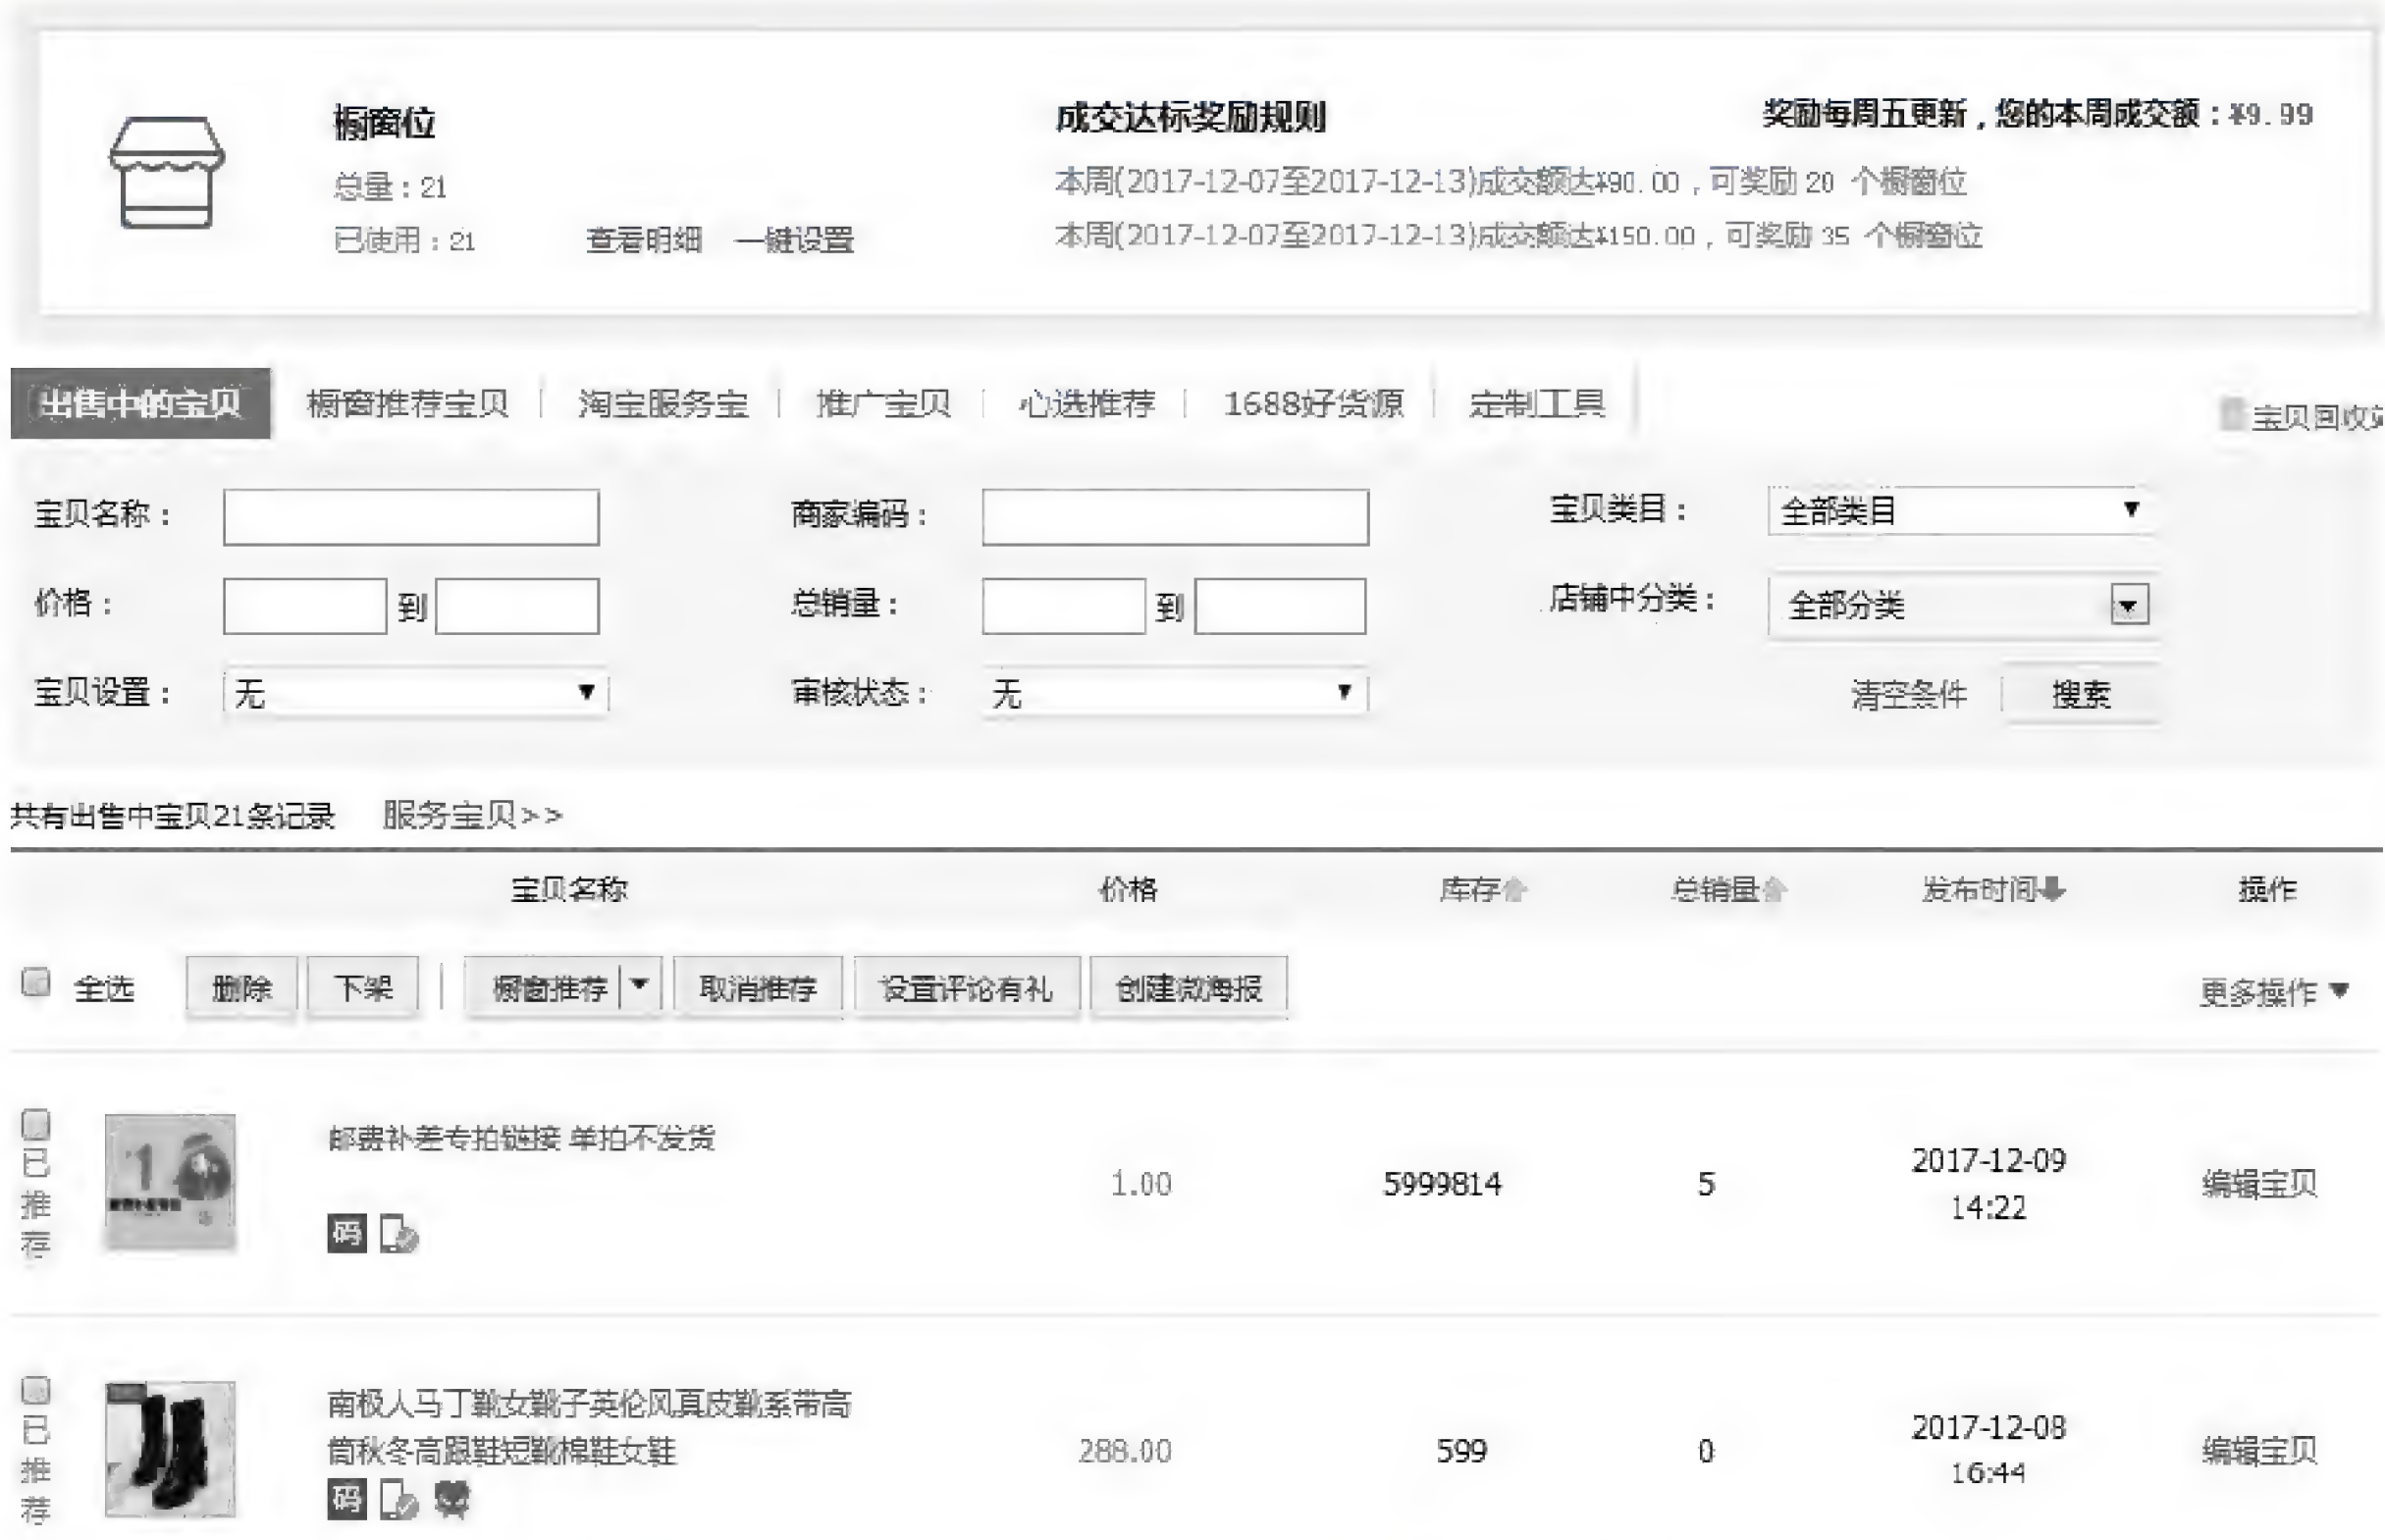 橱窗位
总量：21
已使用：21 查看明细 一键设置
成交达标奖励规则
奖励每周五更新，您的本周成交额：¥9.99
本周(2017-12-07至2017-12-13)成交额达¥90.00，可奖励 20 个橱窗位
本周(2017-12-07至2017-12-13)成交额达¥150.00，可奖励 35 个橱窗位
出售中的宝贝 橱窗推荐宝贝 淘宝服务宝 推广宝贝 心选推荐 1688好货源 定制工具 宝贝回收
宝贝名称： 商家编码： 宝贝类目： 全部类目
价格： 到 总销量： 到 店铺中分类： 全部分类
宝贝设置： 无 审核状态： 无 清空条件 搜索
共有出售中宝贝21条记录 服务宝贝>>
宝贝名称 价格 库存 总销量 发布时间 操作
全选 删除 下架 橱窗推荐 取消推荐 设置评论有礼 创建微海报 更多操作
已推荐
1
邮费补差专拍链接 单拍不发货
码
1.00 5999814 5 2017-12-09 14:22 编辑宝贝
已推荐
南极人马丁靴女靴子英伦风真皮靴系带高
筒秋冬高跟鞋短靴棉鞋女鞋
码
288.00 599 0 2017-12-08 16:44 编辑宝贝